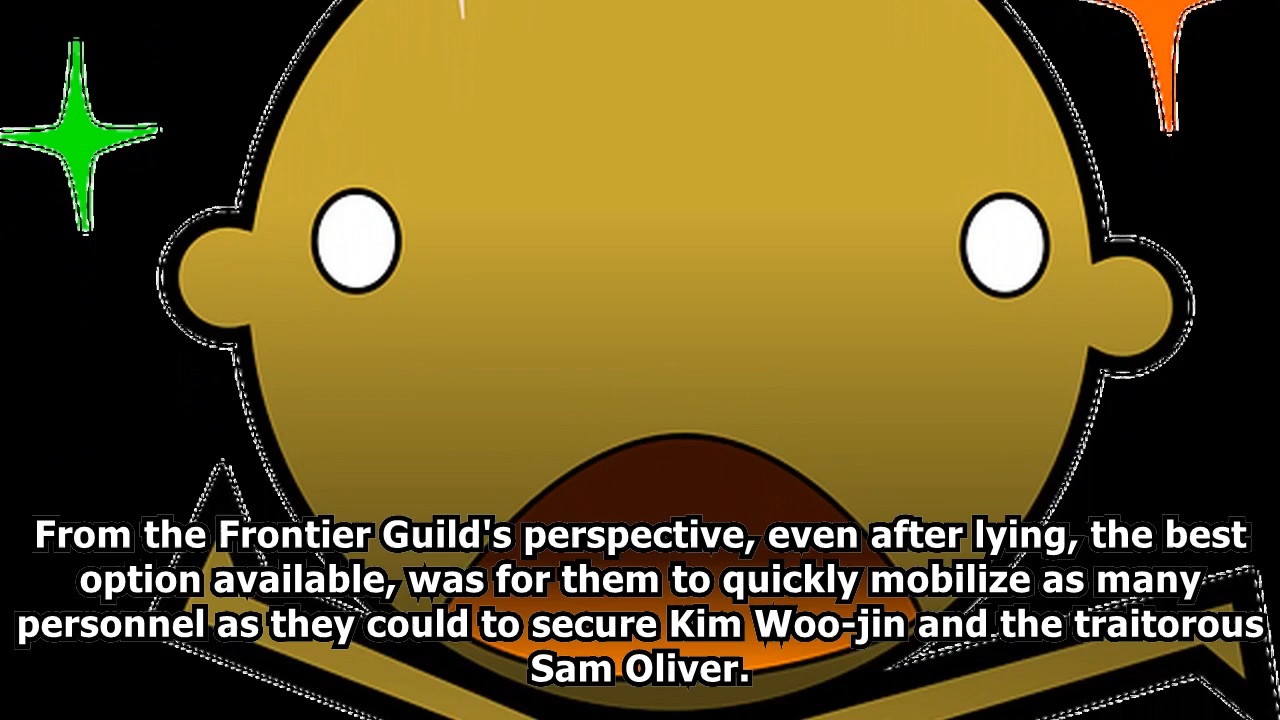 From the Frontier Guild's perspective, even after lying, the best
option available, was for them to quickly mobilize as many
personnel as they could to secure Kim Woo-jin and the traitorous
Sam Oliver.